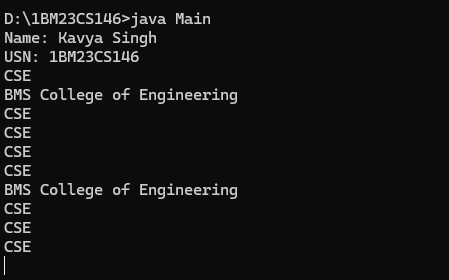 D:\1BM23CS146>java Main
Name: Kavya Singh
USN: 1BM23CS146
CSE
BMS College of Engineering
CSE
CSE
CSE
CSE
BMS College of Engineering
CSE
CSE
CSE